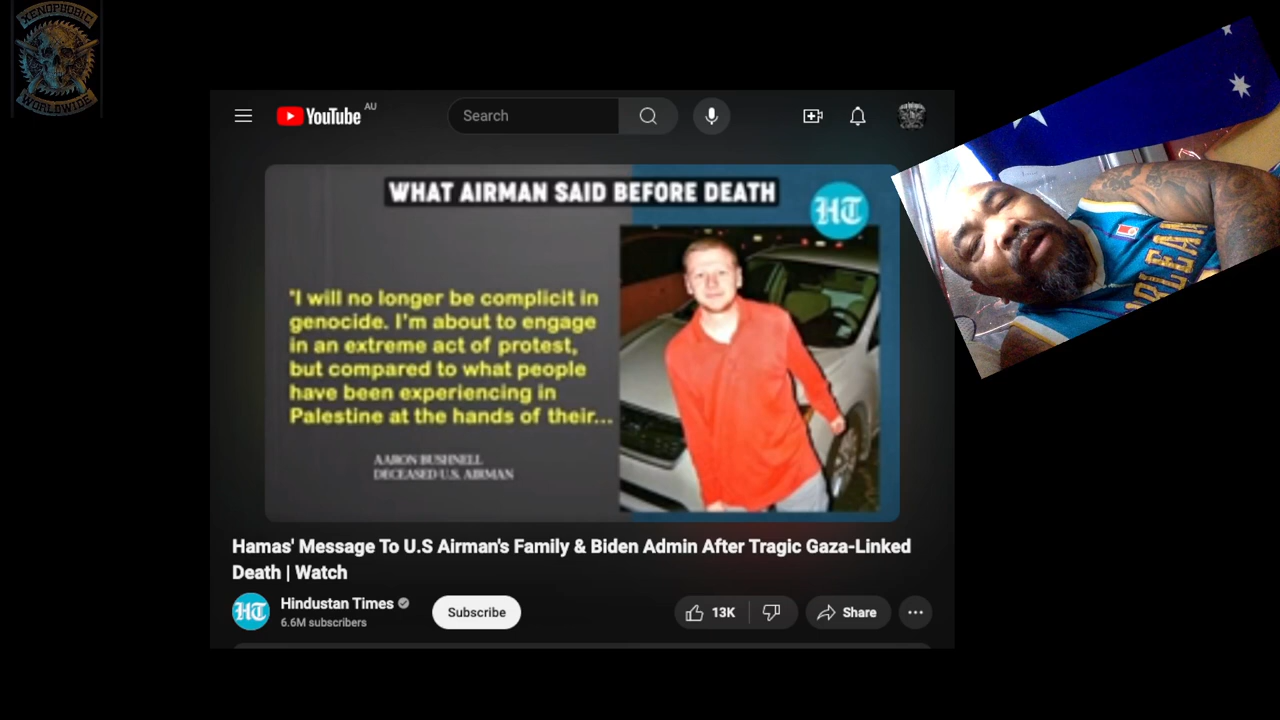 XENOPHOBIC
WORLDWIDE
YouTube AU
Search
WHAT AIRMAN SAID BEFORE DEATH
HT
"I will no longer be complicit in
genocide. I'm about to engage
in an extreme act of protest,
but compared to what people
have been experiencing in
Palestine at the hands of their...
AARON BUSHNELL
DECEASED U.S. AIRMAN
Hamas' Message To U.S Airman's Family & Biden Admin After Tragic Gaza-Linked
Death | Watch
HT
Hindustan Times
6.6M subscribers
Subscribe
13K
Share